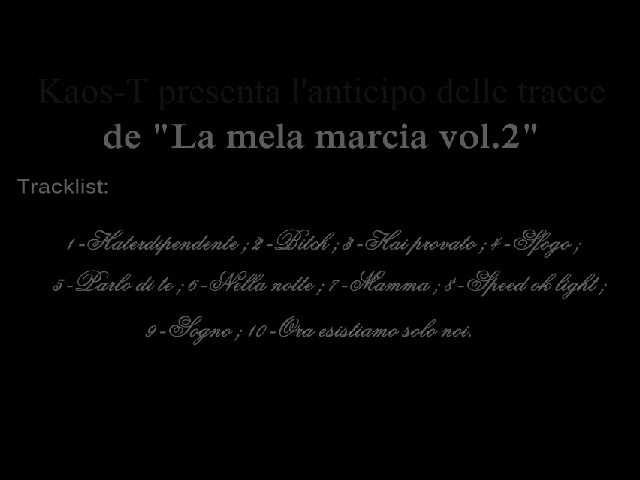 Kaos-T presenta l'anticipo delle tracce
de "La mela marcia vol.2"
Tracklist:
1 -Haterdipendente ; 2 -Bitch ; 3 -Hai provato ; 4 -Sfogo ;
5 -Parlo di te ; 6 -Nella notte ; 7 -Mamma ; 8 -Speed ok light ;
9 -Sogno ; 10 -Ora esistiamo solo noi.